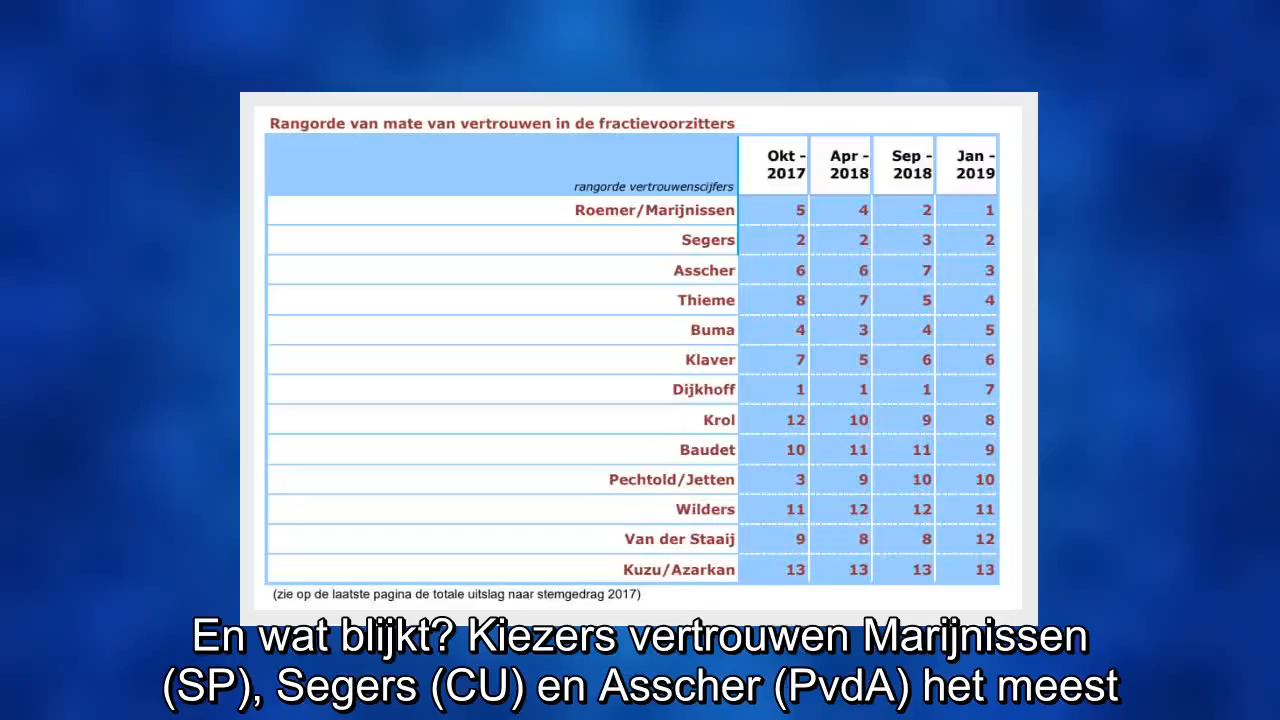 Rangorde van mate van vertrouwen in de fractievoorzitters
rangorde vertrouwenscijfers Okt - 2017 Apr - 2018 Sep - 2018 Jan - 2019
Roemer/Marijnissen 5 4 2 1
Segers 2 2 3 2
Asscher 6 6 7 3
Thieme 8 7 5 4
Buma 4 3 4 5
Klaver 7 5 6 6
Dijkhoff 1 1 1 7
Krol 12 10 9 8
Baudet 10 11 11 9
Pechtold/Jetten 3 9 10 10
Wilders 11 12 12 11
Van der Staaij 9 8 8 12
Kuzu/Azarkan 13 13 13 13
(zie op de laatste pagina de totale uitslag naar stemgedrag 2017)
En wat blijkt? Kiezers vertrouwen Marijnissen
(SP), Segers (CU) en Asscher (PvdA) het meest